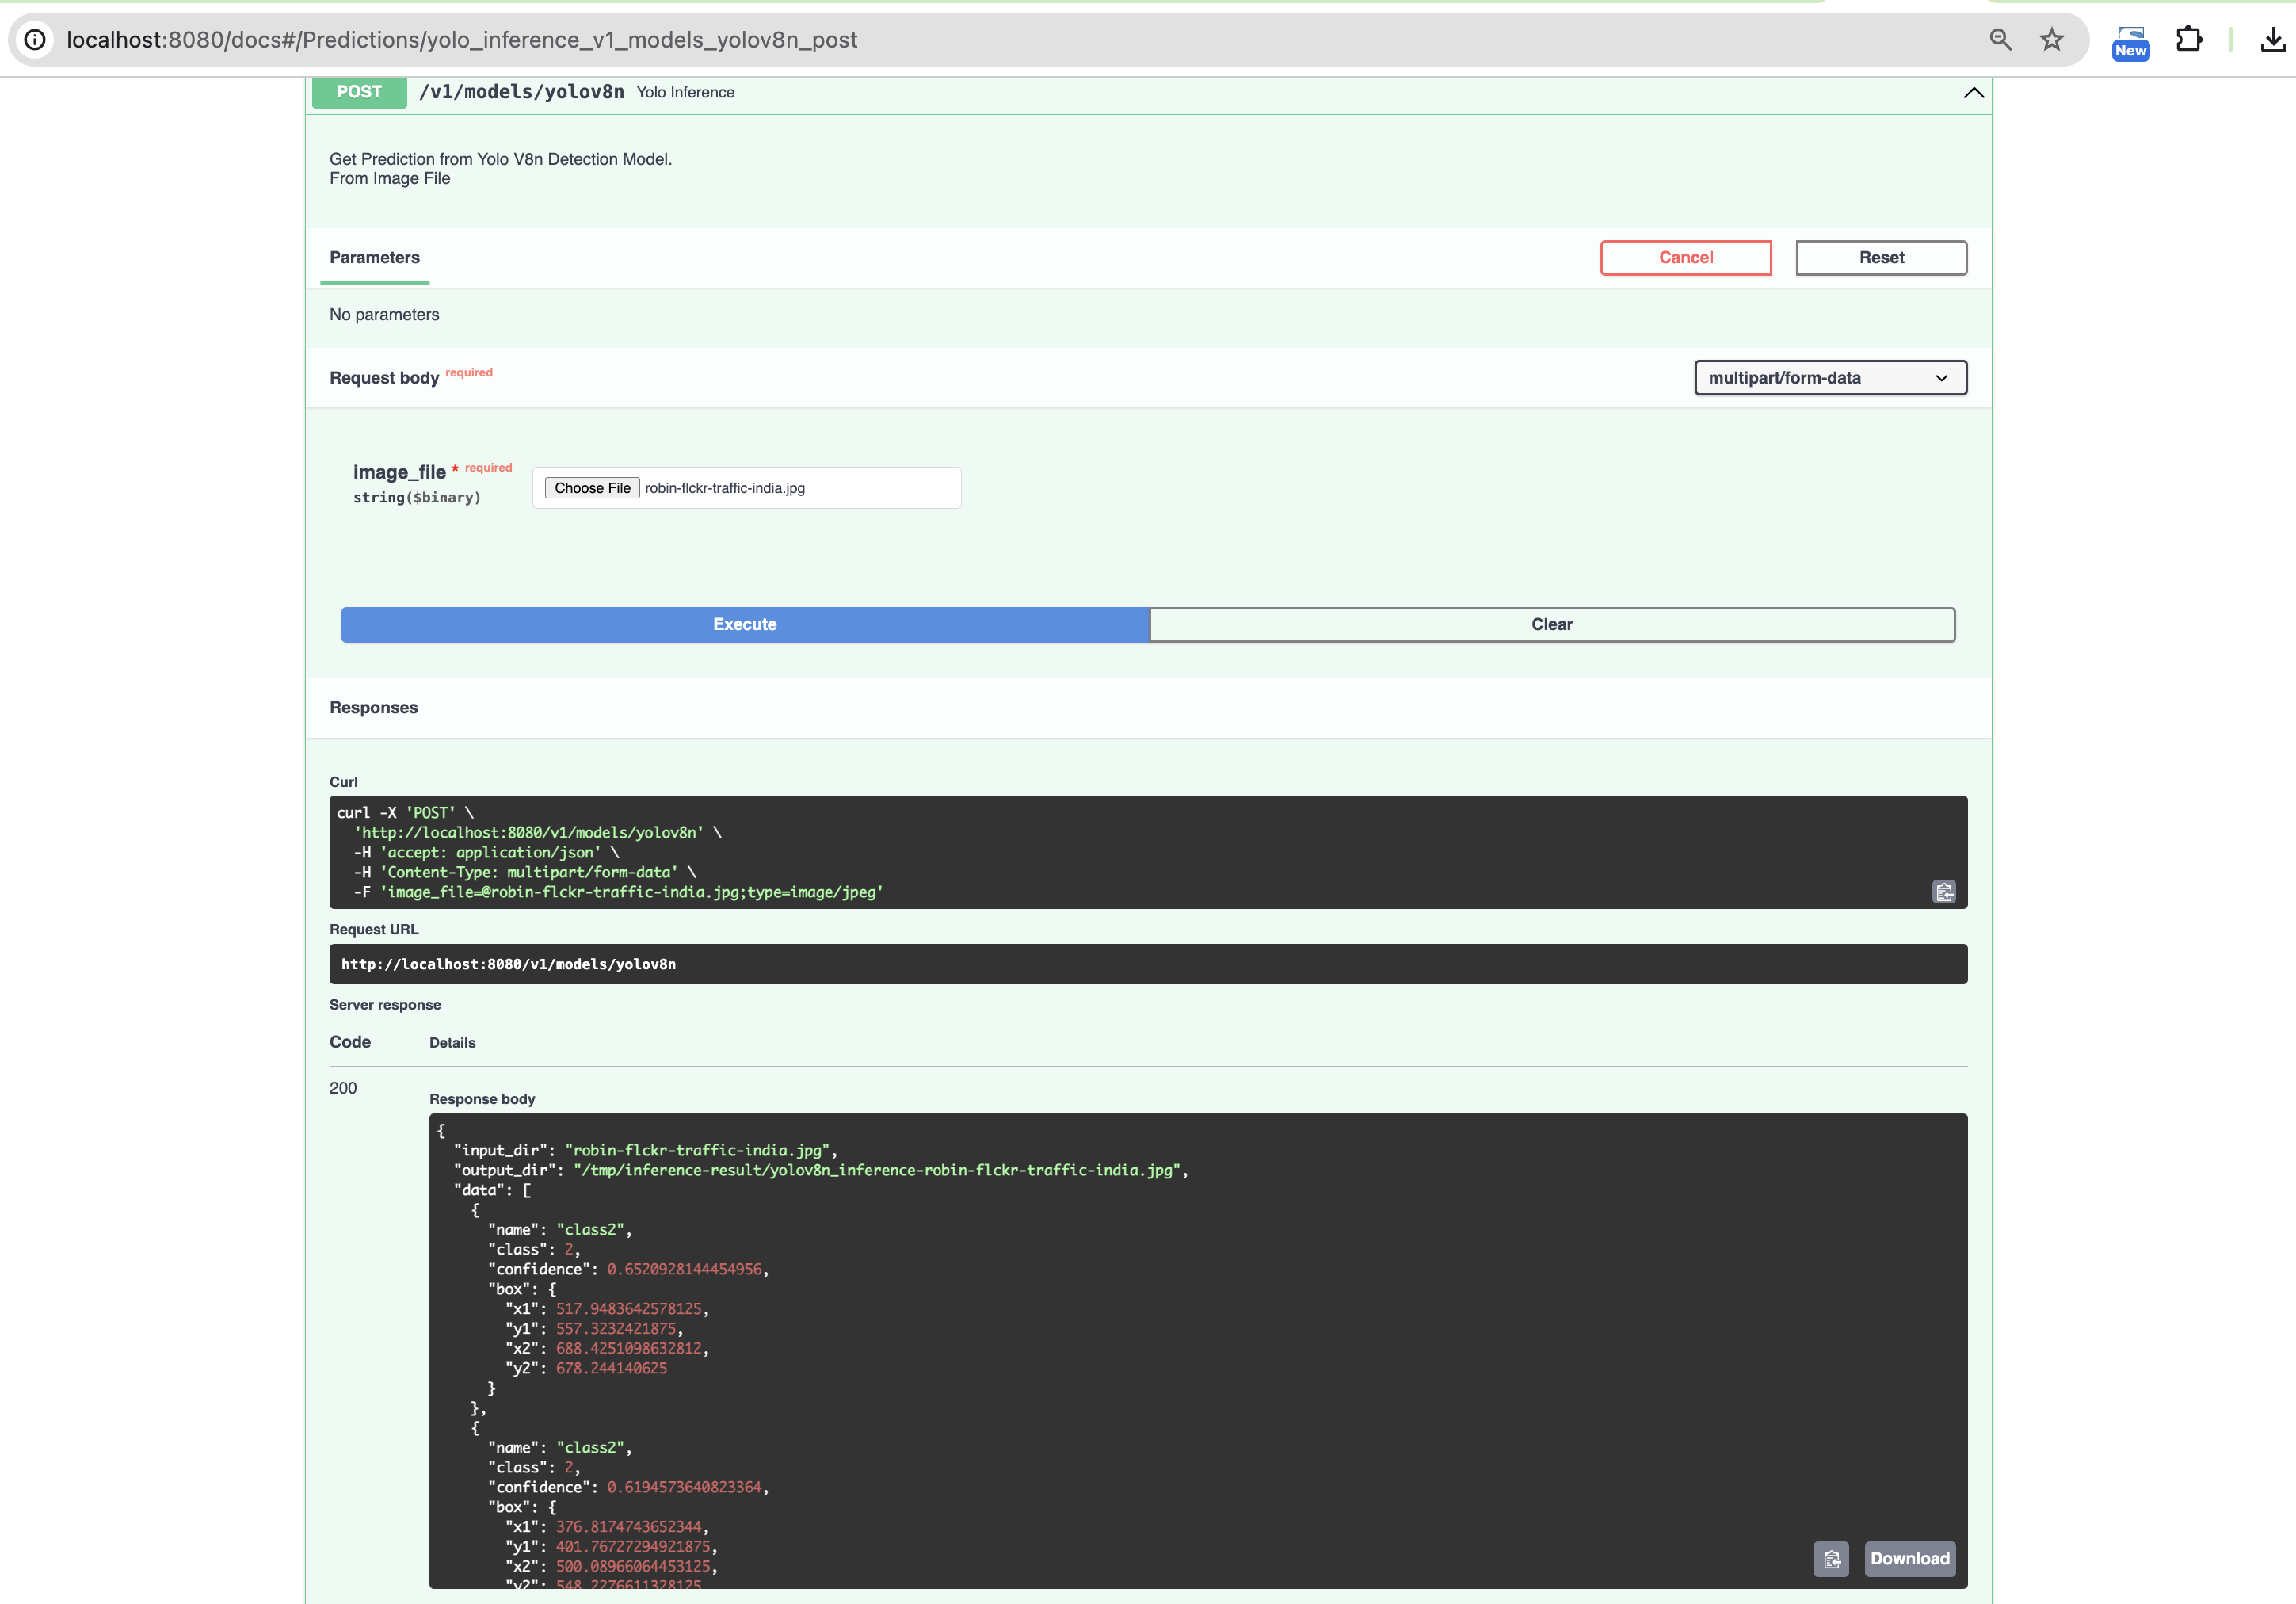 localhost:8080/docs#/Predictions/yolo_inference_v1_models_yolov8n_post
New
POST /v1/models/yolov8n Yolo Inference
Get Prediction from Yolo V8n Detection Model.
From Image File
Parameters
Cancel
Reset
No parameters
Request body required
multipart/form-data
image_file * required
string($binary)
Choose File robin-flckr-traffic-india.jpg
Execute
Clear
Responses
Curl
curl -X 'POST' \
'http://localhost:8080/v1/models/yolov8n' \
-H 'accept: application/json' \
-H 'Content-Type: multipart/form-data' \
-F 'image_file=@robin-flckr-traffic-india.jpg;type=image/jpeg'
Request URL
http://localhost:8080/v1/models/yolov8n
Server response
Code Details
200
Response body
{
"input_dir": "robin-flckr-traffic-india.jpg",
"output_dir": "/tmp/inference-result/yolov8n_inference-robin-flckr-traffic-india.jpg",
"data": [
{
"name": "class2",
"class": 2,
"confidence": 0.6520928144454956,
"box": {
"x1": 517.9483642578125,
"y1": 557.3232421875,
"x2": 688.4251098632812,
"y2": 678.244140625
}
},
{
"name": "class2",
"class": 2,
"confidence": 0.6194573640823364,
"box": {
"x1": 376.8174743652344,
"y1": 401.76727294921875,
"x2": 500.08966064453125,
"y2": 548.2276611328125
Download